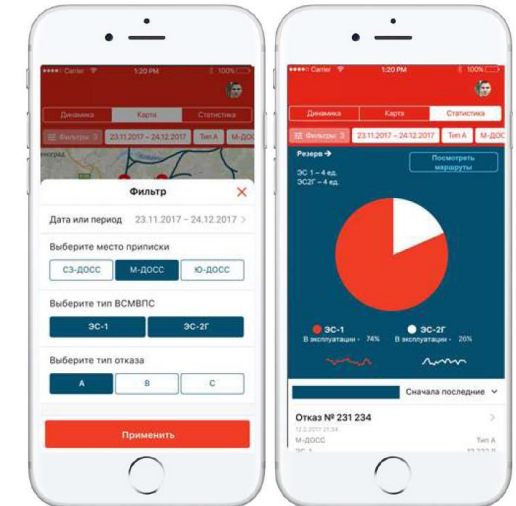 Carrier 1:20 PM 100%
Динамика Карта Статистика
Фильтры 3 23.11.2017 – 24.12.2017 Тип А М-ДОС
Фильтр
Дата или период 23.11.2017 – 24.12.2017
Выберите место приписки
СЗ-ДОСС М-ДОСС Ю-ДОСС
Выберите тип ВСМВПС
ЭС-1 ЭС-2Г
Выберите тип отказа
А В С
Применить
Carrier 1:20 PM 100%
Динамика Карта Статистика
Фильтры 3 23.11.2017 – 24.12.2017 Тип А М-ДОС
Резерв →
ЭС 1 – 4 ед.
ЭС2Г – 4 ед.
Посмотреть
маршруты
ЭС-1 ЭС-2Г
В эксплуатации - 74% В эксплуатации - 26%
Сначала последние
Отказ № 231 234
М-ДОСС Тип А